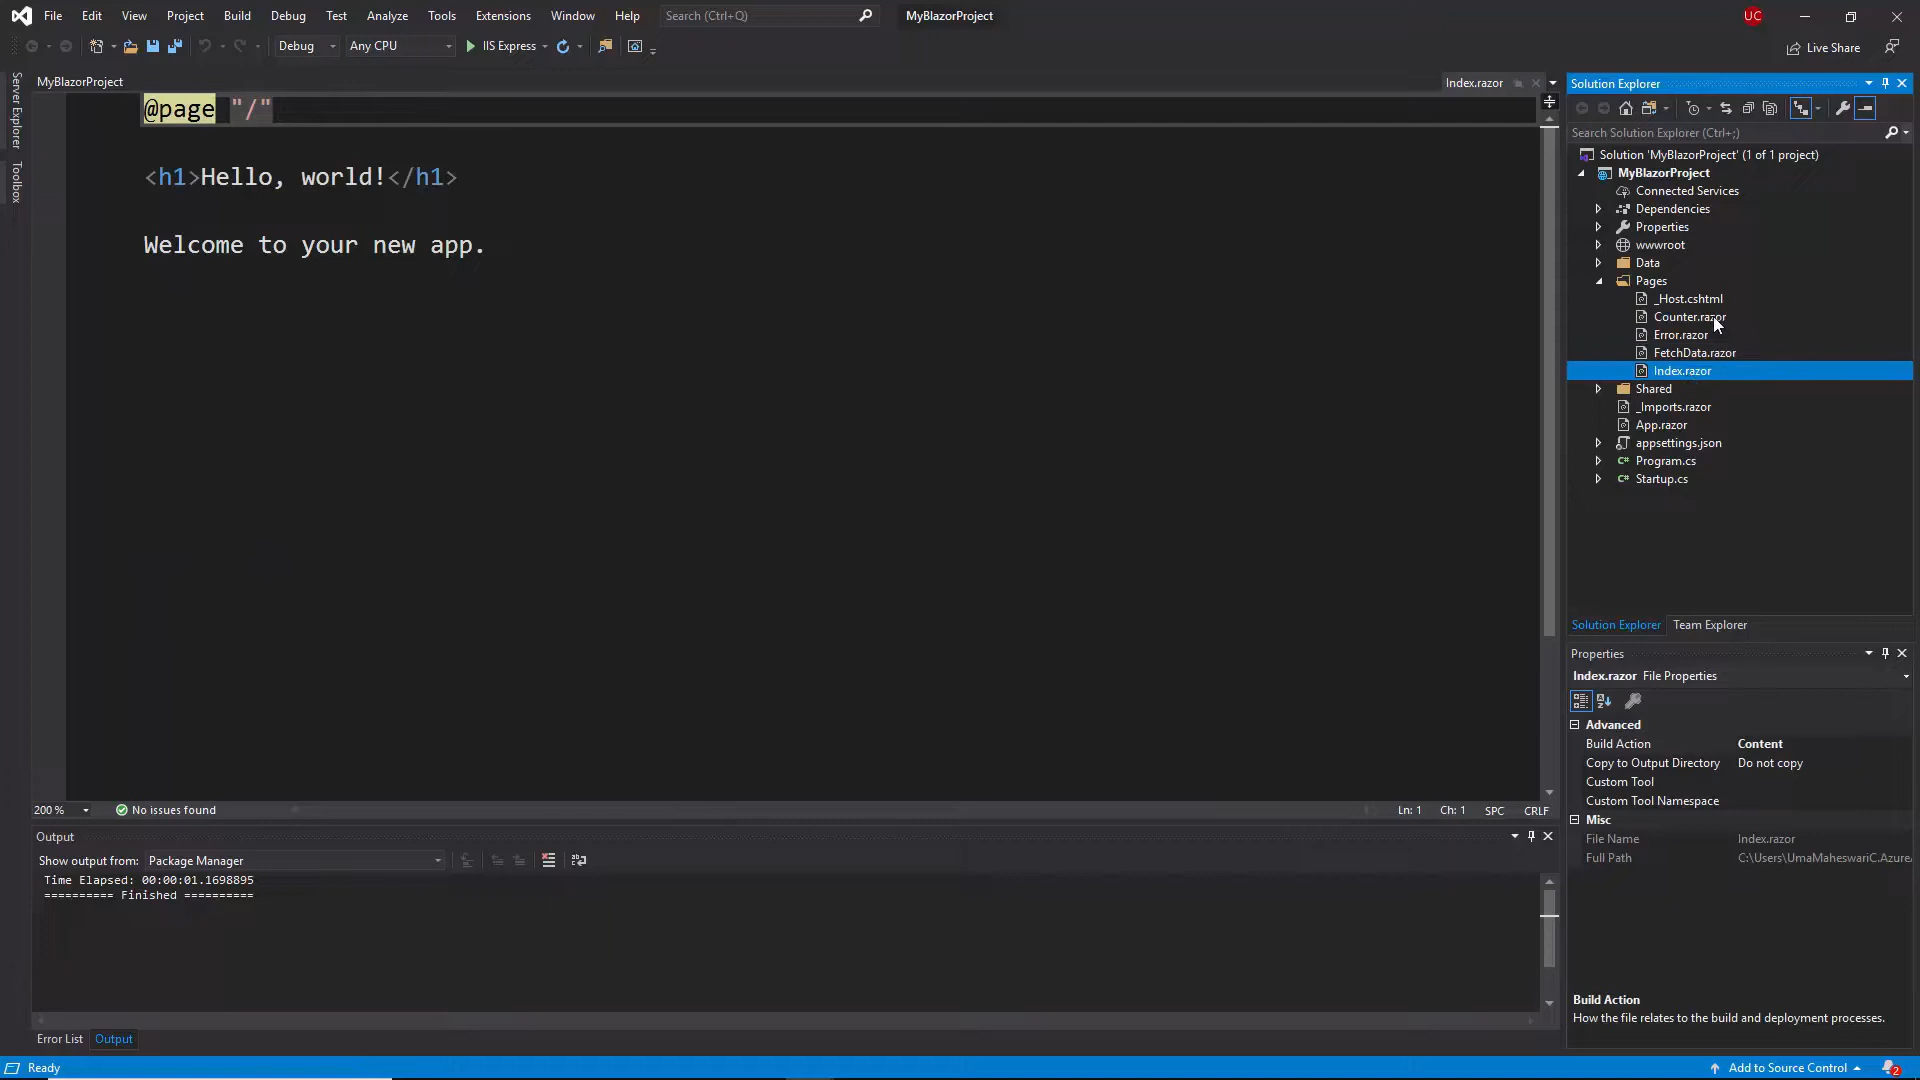 File Edit View Project Build Debug Test Analyze Tools Extensions Window Help Search (Ctrl+Q) MyBlazorProject UC
Debug Any CPU IIS Express Live Share
Server Explorer
Toolbox
MyBlazorProject Index.razor
@page "/"
<h1>Hello, world!</h1>
Welcome to your new app.
200 % No issues found Ln: 1 Ch: 1 SPC CRLF
Output
Show output from: Package Manager
Time Elapsed: 00:00:01.1698895
========== Finished ==========
Error List Output
Solution Explorer
Search Solution Explorer (Ctrl+;)
Solution 'MyBlazorProject' (1 of 1 project)
MyBlazorProject
Connected Services
Dependencies
Properties
wwwroot
Data
Pages
_Host.cshtml
Counter.razor
Error.razor
FetchData.razor
Index.razor
Shared
_Imports.razor
App.razor
appsettings.json
C# Program.cs
C# Startup.cs
Solution Explorer Team Explorer
Properties
Index.razor File Properties
Advanced
Build Action Content
Copy to Output Directory Do not copy
Custom Tool
Custom Tool Namespace
Misc
File Name Index.razor
Full Path C:\Users\UmaMaheswariC.Azure/
Build Action
How the file relates to the build and deployment processes.
Ready Add to Source Control 2